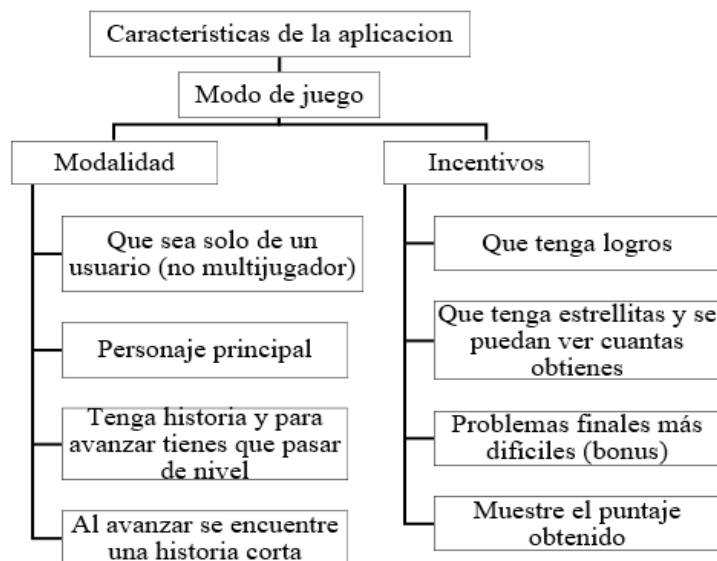 Características de la aplicacion
Modo de juego
Modalidad
Que sea solo de un
usuario (no multijugador)
Personaje principal
Tenga historia y para
avanzar tienes que pasar
de nivel
Al avanzar se encuentre
una historia corta
Incentivos
Que tenga logros
Que tenga estrellitas y se
puedan ver cuantas
obtienes
Problemas finales más
difíciles (bonus)
Muestre el puntaje
obtenido